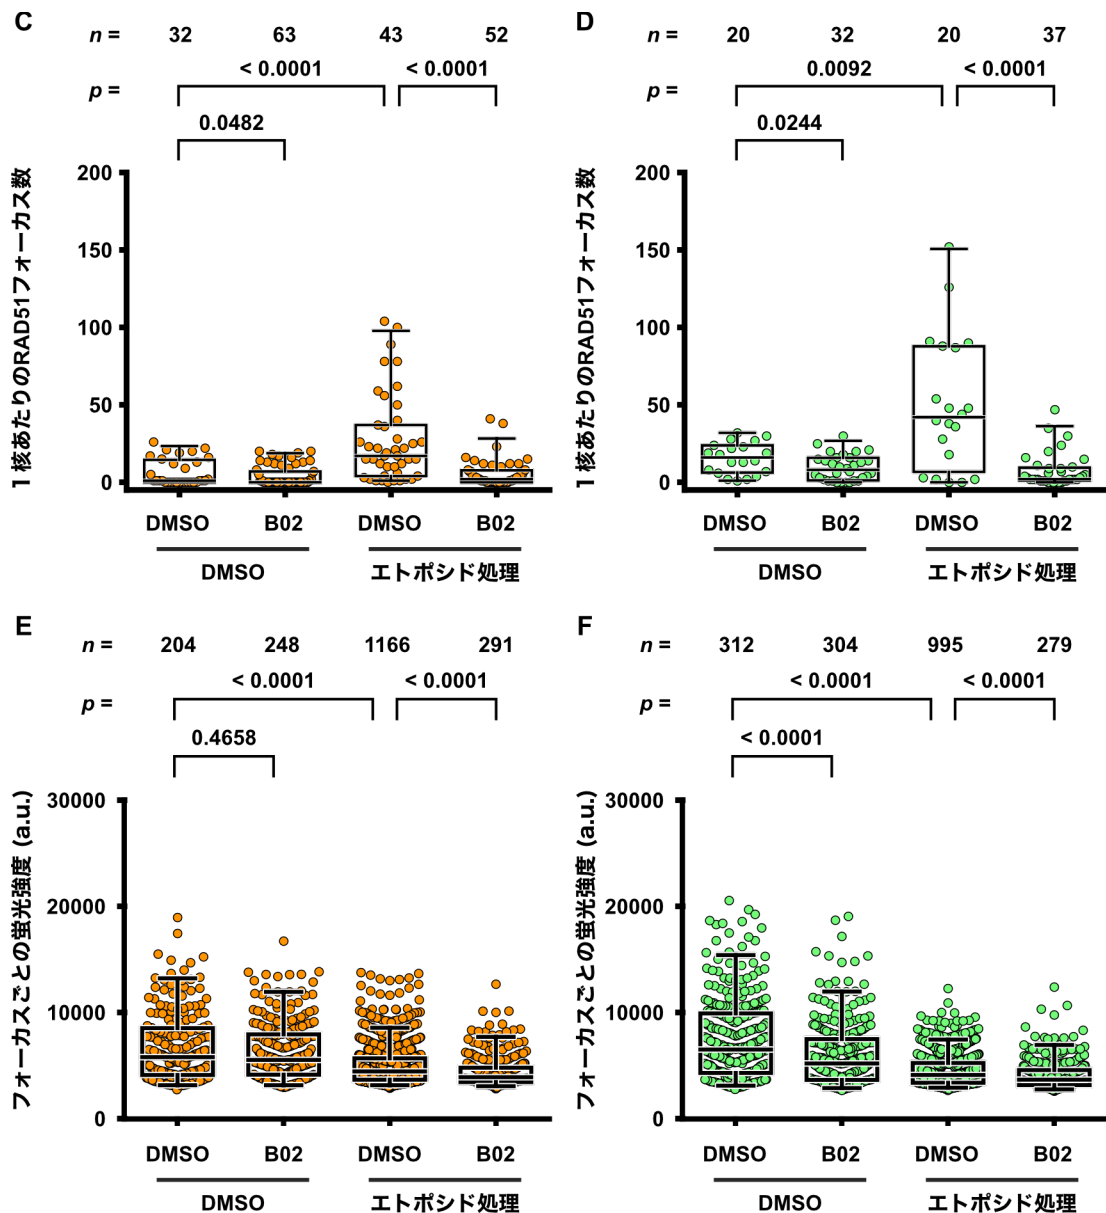 C
n = 32 63 43 52
< 0.0001 < 0.0001
p =
0.0482
1 核あたりのRAD51フォーカス数
200
150
100
50
0
DMSO B02 DMSO B02
DMSO エトポシド処理
D
n = 20 32 20 37
0.0092 < 0.0001
p =
0.0244
1 核あたりのRAD51フォーカス数
200
150
100
50
0
DMSO B02 DMSO B02
DMSO エトポシド処理
E
n = 204 248 1166 291
< 0.0001 < 0.0001
p =
0.4658
フォーカスごとの蛍光強度 (a.u.)
30000
20000
10000
0
DMSO B02 DMSO B02
DMSO エトポシド処理
F
n = 312 304 995 279
< 0.0001 < 0.0001
p =
< 0.0001
フォーカスごとの蛍光強度 (a.u.)
30000
20000
10000
0
DMSO B02 DMSO B02
DMSO エトポシド処理